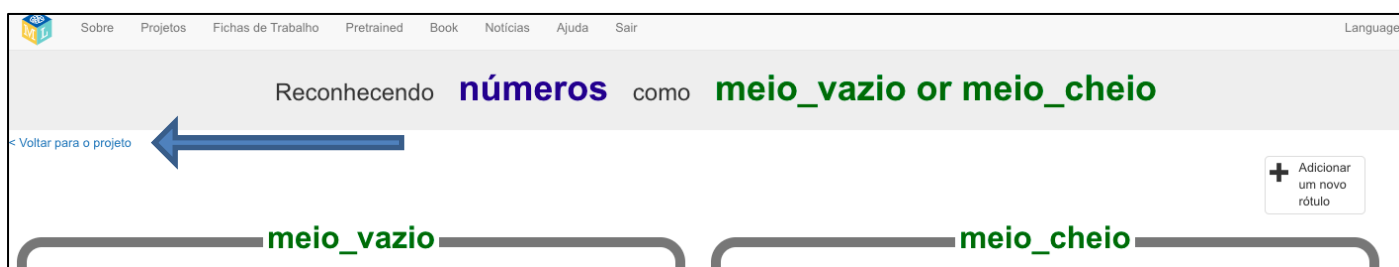 ML Sobre Projetos Fichas de Trabalho Pretrained Book Notícias Ajuda Sair Language
Reconhecendo números como meio_vazio or meio_cheio
< Voltar para o projeto
+ Adicionar
um novo
rótulo
meio_vazio meio_cheio